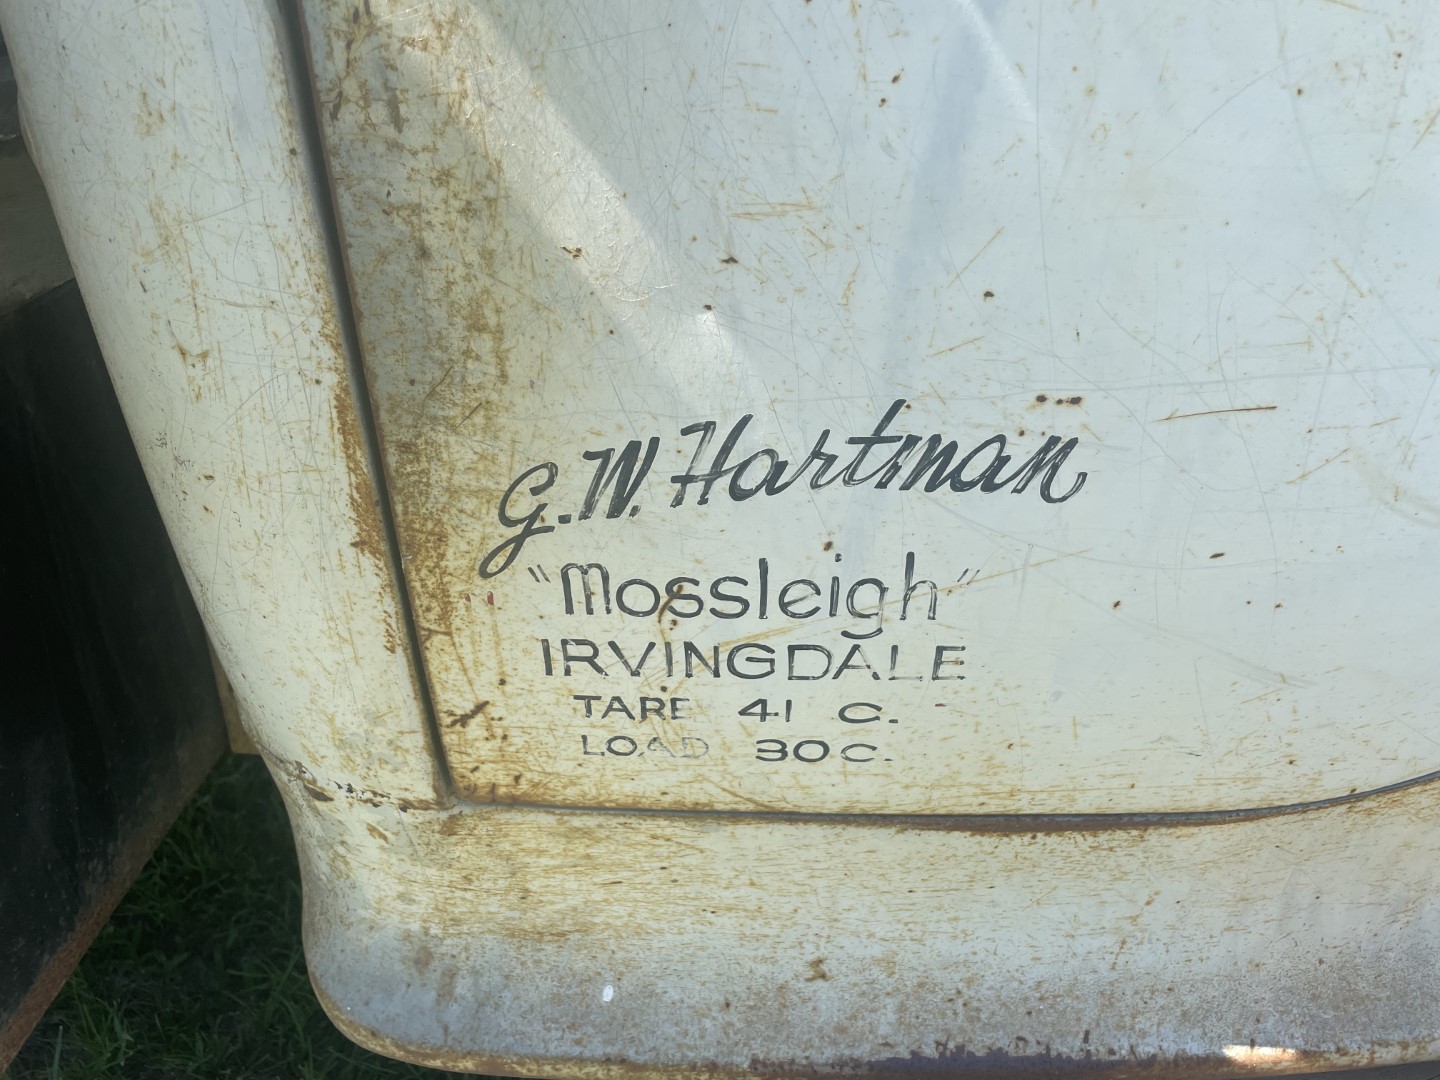 G. W. Hartman
"Mossleigh"
IRVINGDALE
TARE 41 C.
LOAD 30 C.